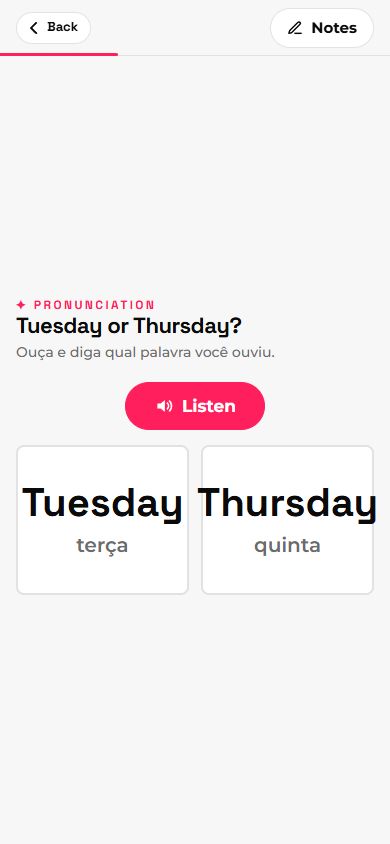 Back
Notes
PRONUNCIATION
Tuesday or Thursday?
Ouça e diga qual palavra você ouviu.
Listen
Tuesday
terça
Thursday
quinta